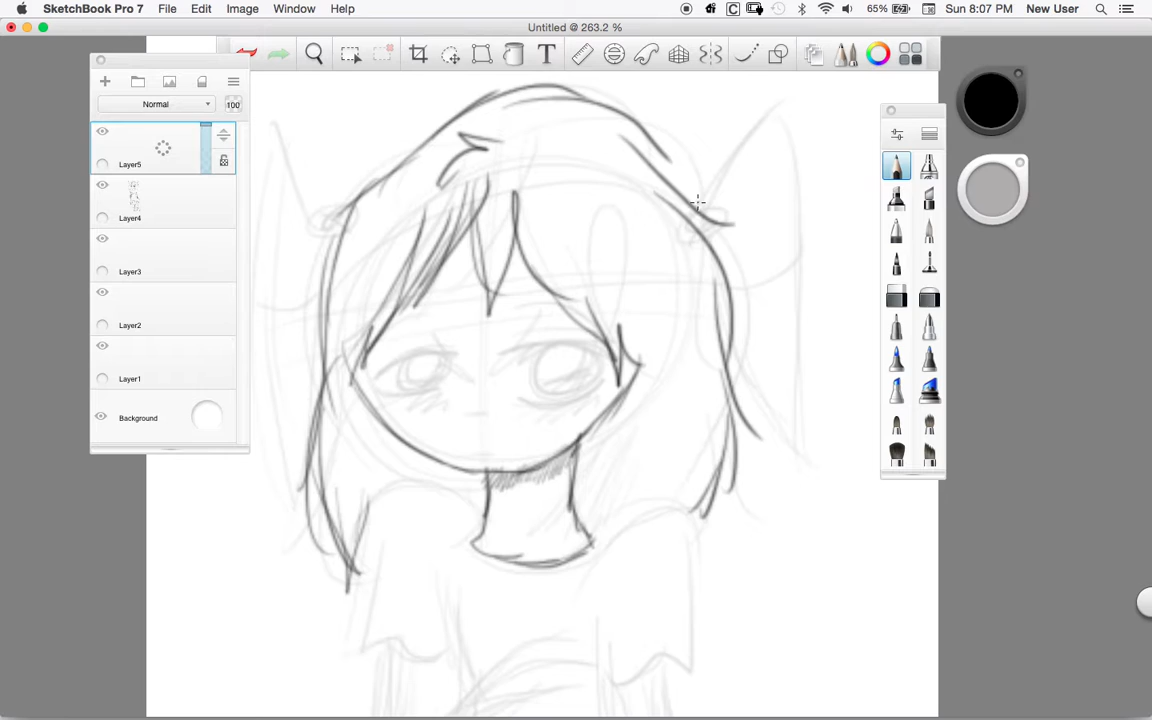 SketchBook Pro 7 File Edit Image Window Help 65% Sun 8:07 PM New User
Untitled @ 263.2 %
T
Normal 100
Layer5
Layer4
Layer3
Layer2
Layer1
Background